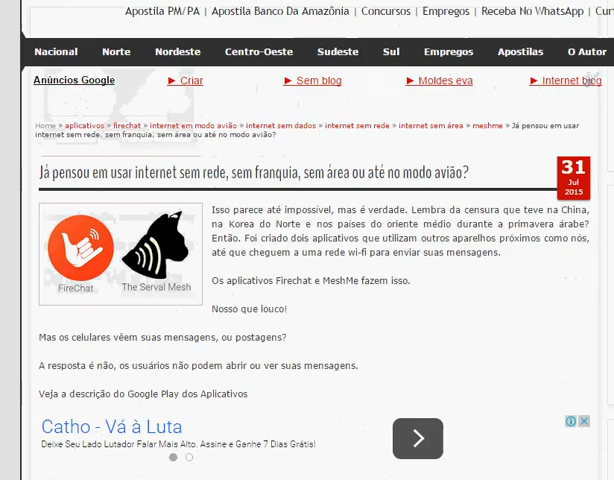 Apostila PM/PA | Apostila Banco Da Amazônia | Concursos | Empregos | Receba No WhatsApp | Cur
Nacional Norte Nordeste Centro-Oeste Sudeste Sul Empregos Apostilas O Autor
Anúncios Google ► Criar ► Sem blog ► Moldes eva ► Internet blog
Home » aplicativos » firechat » internet em modo avião » internet sem dados » internet sem rede » internet sem área » meshme » Já pensou em usar
internet sem rede, sem franquia, sem área ou até no modo avião?
Já pensou em usar internet sem rede, sem franquia, sem área ou até no modo avião?
31
Jul
2015
Isso parece até impossível, mas é verdade. Lembra da censura que teve na China,
na Korea do Norte e nos países do oriente médio durante a primavera árabe?
Então. Foi criado dois aplicativos que utilizam outros aparelhos próximos como nós,
até que cheguem a uma rede wi-fi para enviar suas mensagens.
FireChat The Serval Mesh
Os aplicativos Firechat e MeshMe fazem isso.
Nosso que louco!
Mas os celulares vêem suas mensagens, ou postagens?
A resposta é não, os usuários não podem abrir ou ver suas mensagens.
Veja a descrição do Google Play dos Aplicativos
Catho - Vá à Luta
Deixe Seu Lado Lutador Falar Mais Alto. Assine e Ganhe 7 Dias Grátis!